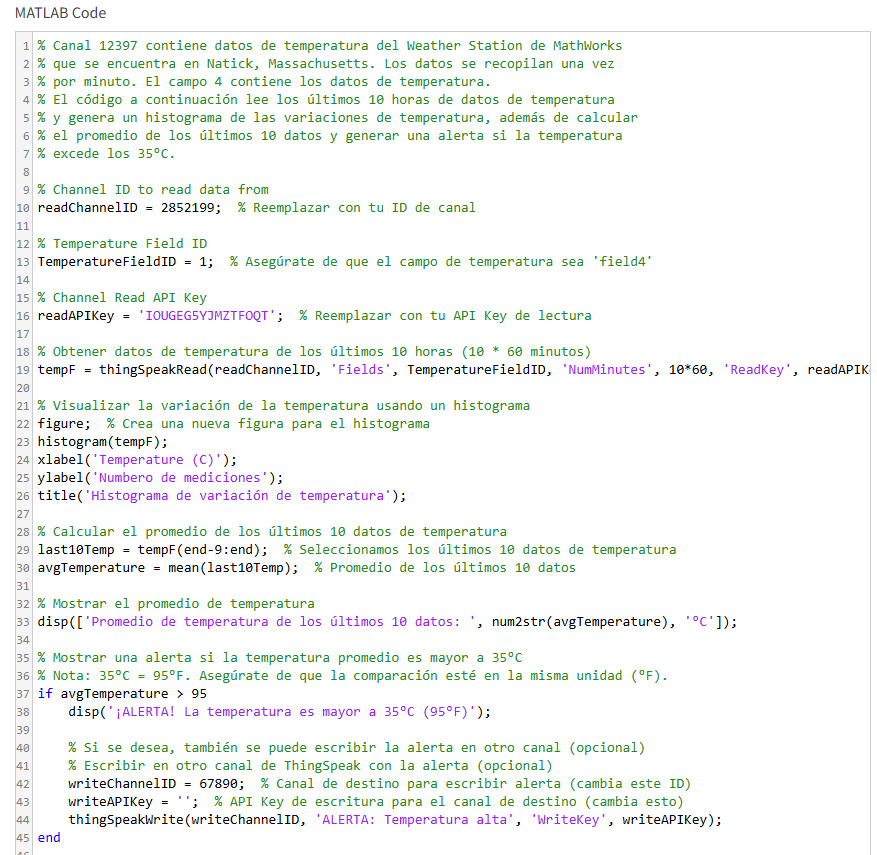 MATLAB Code
1 % Canal 12397 contiene datos de temperatura del Weather Station de MathWorks
2 % que se encuentra en Natick, Massachusetts. Los datos se recopilan una vez
3 % por minuto. El campo 4 contiene los datos de temperatura.
4 % El código a continuación lee los últimos 10 horas de datos de temperatura
5 % y genera un histograma de las variaciones de temperatura, además de calcular
6 % el promedio de los últimos 10 datos y generar una alerta si la temperatura
7 % excede los 35°C.
8
9 % Channel ID to read data from
10 readChannelID = 2852199;  % Reemplazar con tu ID de canal
11
12 % Temperature Field ID
13 TemperatureFieldID = 1;  % Asegúrate de que el campo de temperatura sea 'field4'
14
15 % Channel Read API Key
16 readAPIKey = 'IOUGEG5YJMZTFOQT';  % Reemplazar con tu API Key de lectura
17
18 % Obtener datos de temperatura de los últimos 10 horas (10 * 60 minutos)
19 tempF = thingSpeakRead(readChannelID, 'Fields', TemperatureFieldID, 'NumMinutes', 10*60, 'ReadKey', readAPIK
20
21 % Visualizar la variación de la temperatura usando un histograma
22 figure;  % Crea una nueva figura para el histograma
23 histogram(tempF);
24 xlabel('Temperature (C)');
25 ylabel('Numbero de mediciones');
26 title('Histograma de variación de temperatura');
27
28 % Calcular el promedio de los últimos 10 datos de temperatura
29 last10Temp = tempF(end-9:end);  % Seleccionamos los últimos 10 datos de temperatura
30 avgTemperature = mean(last10Temp);  % Promedio de los últimos 10 datos
31
32 % Mostrar el promedio de temperatura
33 disp(['Promedio de temperatura de los últimos 10 datos: ', num2str(avgTemperature), '°C']);
34
35 % Mostrar una alerta si la temperatura promedio es mayor a 35°C
36 % Nota: 35°C = 95°F. Asegúrate de que la comparación esté en la misma unidad (°F).
37 if avgTemperature > 95
38     disp('¡ALERTA! La temperatura es mayor a 35°C (95°F)');
39
40     % Si se desea, también se puede escribir la alerta en otro canal (opcional)
41     % Escribir en otro canal de ThingSpeak con la alerta (opcional)
42     writeChannelID = 67890;  % Canal de destino para escribir alerta (cambia este ID)
43     writeAPIKey = '';  % API Key de escritura para el canal de destino (cambia esto)
44     thingSpeakWrite(writeChannelID, 'ALERTA: Temperatura alta', 'WriteKey', writeAPIKey);
45 end